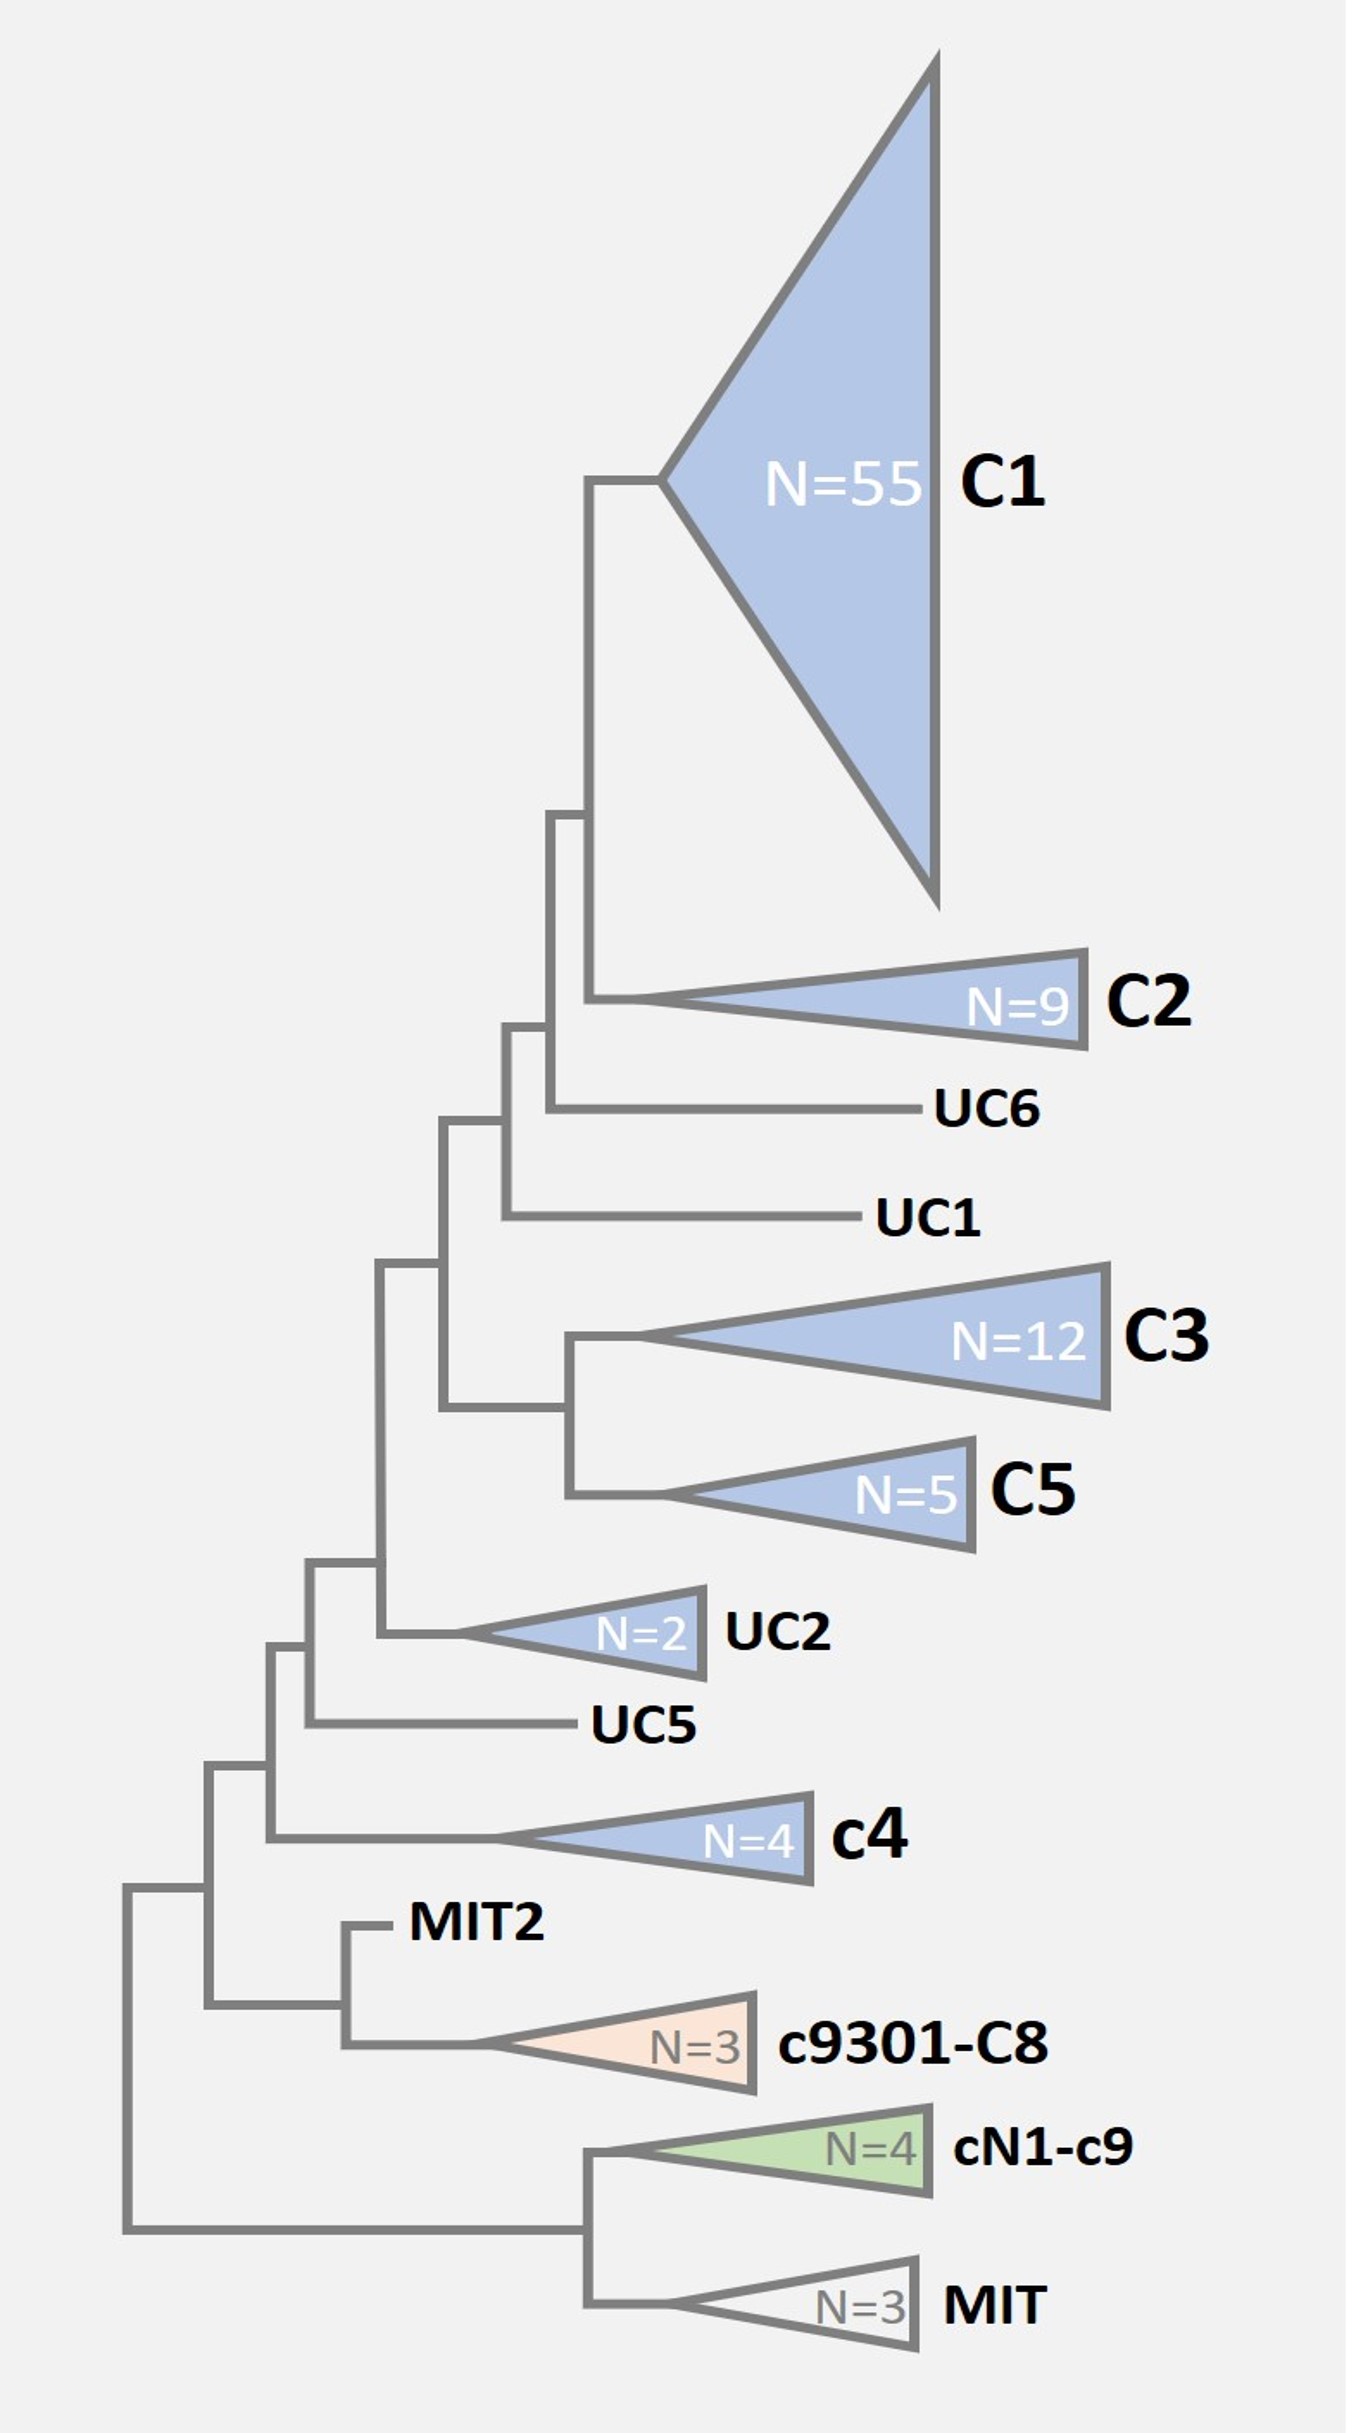 N=55 C1
N=9 C2
UC6
UC1
N=12 C3
N=5 C5
N=2 UC2
UC5
N=4 c4
MIT2
N=3 c9301-C8
N=4 cN1-c9
N=3 MIT